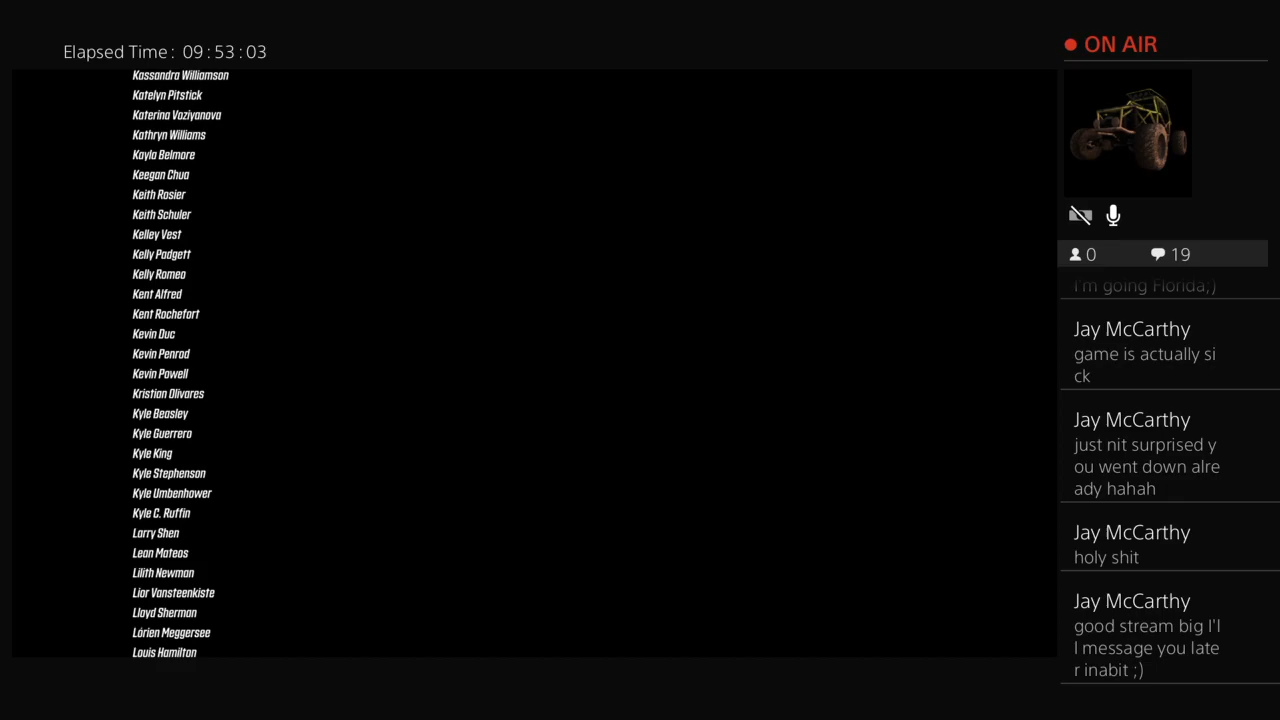 Elapsed Time: 09:53:03
Kassandra Williamson
Katelyn Pitstick
Katerina Vaziyanova
Kathryn Williams
Kayla Belmore
Keegan Chua
Keith Rosier
Keith Schuler
Kelley Vest
Kelly Padgett
Kelly Romeo
Kent Alfred
Kent Rochefort
Kevin Duc
Kevin Penrod
Kevin Powell
Kristian Olivares
Kyle Beasley
Kyle Guerrero
Kyle King
Kyle Stephenson
Kyle Umbenhower
Kyle C. Ruffin
Larry Shen
Lean Mateos
Lilith Newman
Lior Vansteenkiste
Lloyd Sherman
Lórien Meggersee
Louis Hamilton
ON AIR
0 19
I'm going Florida;)
Jay McCarthy
game is actually si
ck
Jay McCarthy
just nit surprised y
ou went down alre
ady hahah
Jay McCarthy
holy shit
Jay McCarthy
good stream big I'l
l message you late
r inabit ;)